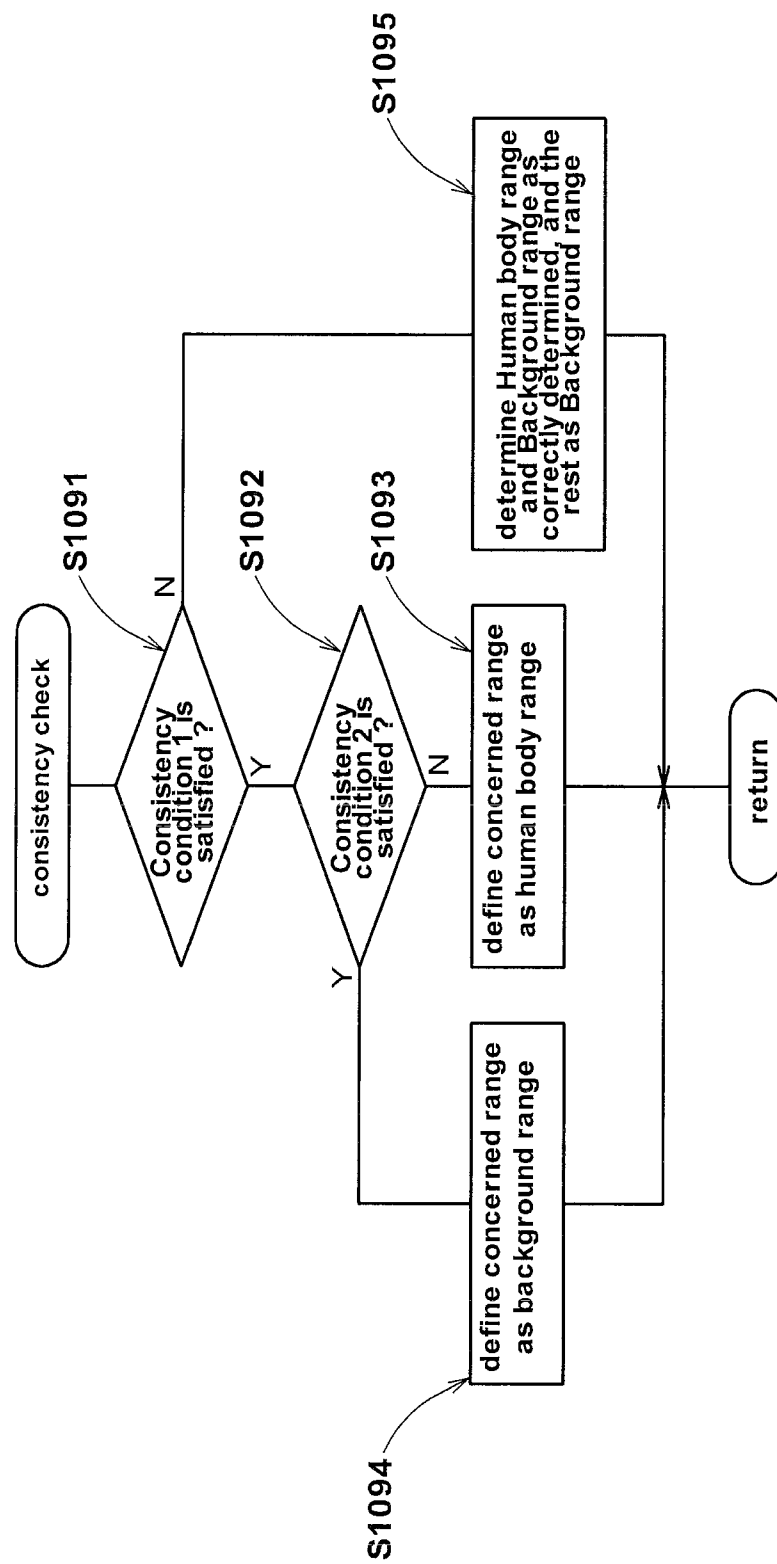 consistency check
S1091
Consistency
condition 1 is
satisfied ?
N
Y
S1092
Consistency
condition 2 is
satisfied ?
Y
N
S1094
define concerned range
as background range
S1093
define concerned range
as human body range
S1095
determine Human body range
and Background range as
correctly determined, and the
rest as Background range
return